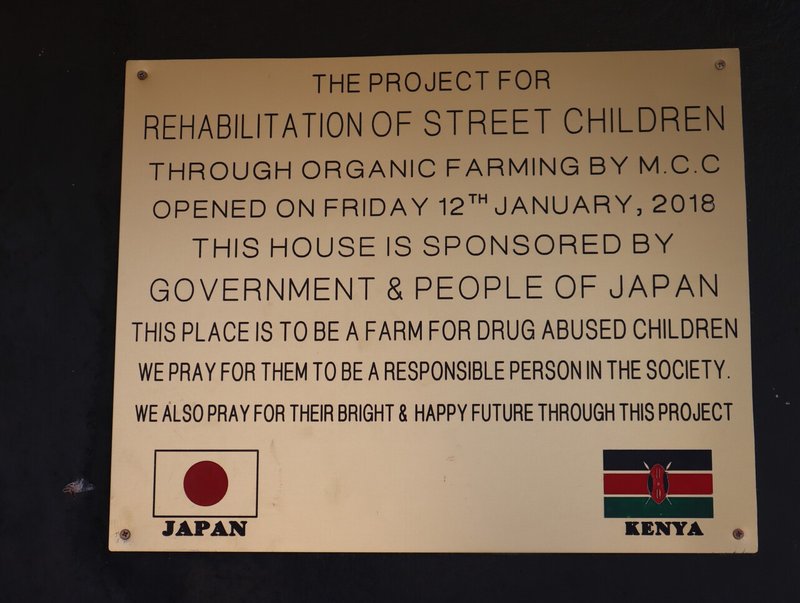 THE PROJECT FOR
REHABILITATION OF STREET CHILDREN
THROUGH ORGANIC FARMING BY M.C.C
OPENED ON FRIDAY 12TH JANUARY, 2018
THIS HOUSE IS SPONSORED BY
GOVERNMENT & PEOPLE OF JAPAN
THIS PLACE IS TO BE A FARM FOR DRUG ABUSED CHILDREN
WE PRAY FOR THEM TO BE A RESPONSIBLE PERSON IN THE SOCIETY.
WE ALSO PRAY FOR THEIR BRIGHT & HAPPY FUTURE THROUGH THIS PROJECT
JAPAN
KENYA